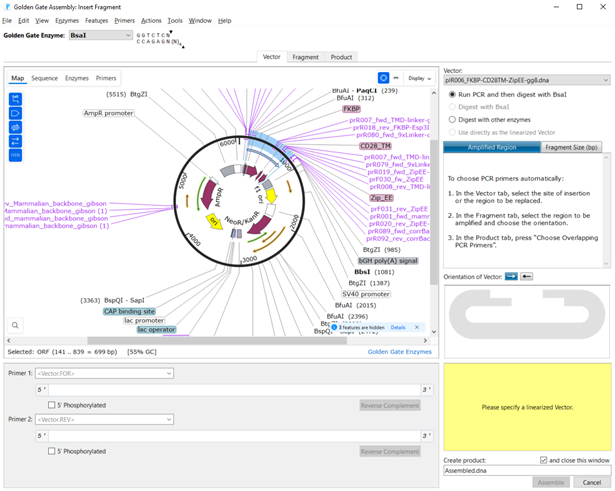 Golden Gate Assembly: Insert Fragment
File Edit View Enzymes Features Primers Actions Tools Window Help
Golden Gate Enzyme: BsaI
GGTCTCN
CCAGAGN(N)4
Vector Fragment Product
Map Sequence Enzymes Primers
Display
(5515) BtgZI
AmpR promoter
v_Mammalian_backbone_gibson (1)
Mammalian_backbone_gibson (1)
(3363) BspQI - SapI
CAP binding site
lac promoter
lac operator
BfuAI - PaqCI (239)
BfuAI (312)
FKBP
prR007_fwd_TMD-linker-g
prR018_rev_FKBP-Esp3I
prR080_fwd_9xLinker-c
CD28_TM
prR007_fwd_TMD-linker-
prR079_fwd_9xLinker-
prR019_fwd_ZipEE-
prF030_fw_ZipEE
prR008_rev_TMD-li
Zip_EE
prF031_rev_ZipEE
prR001_fwd_mamm
prR020_rev_ZipEE-
prR089_fwd_corrBa
prR092_rev_corrBac
BtgZI (985)
bGH poly(A) signal
BbsI (1081)
BtgZI (1387)
SV40 promoter
BfuAI (2015)
BfuAI (2396)
BtgZI
BspQI - SapI
6000
1000
2000
3000
4000
5000
AmpR
f1 ori
ori
NeoR/KanR
3 features are hidden Details
Selected: ORF (141 .. 839 = 699 bp) [55% GC]
Golden Gate Enzymes
Primer 1: <Vector.FOR>
5' 3'
5' Phosphorylated
Reverse Complement
Primer 2: <Vector.REV>
5' 3'
5' Phosphorylated
Reverse Complement
Vector:
pIR006_FKBP-CD28TM-ZipEE-gg8.dna
Run PCR and then digest with BsaI
Digest with BsaI
Digest with other enzymes
Use directly as the linearized Vector
Amplified Region Fragment Size (bp)
To choose PCR primers automatically:
1. In the Vector tab, select the site of insertion
or the region to be replaced.
2. In the Fragment tab, select the region to be
amplified and choose the orientation.
3. In the Product tab, press "Choose Overlapping
PCR Primers".
Orientation of Vector:
Please specify a linearized Vector.
Create product: and close this window
Assembled.dna
Assemble Cancel